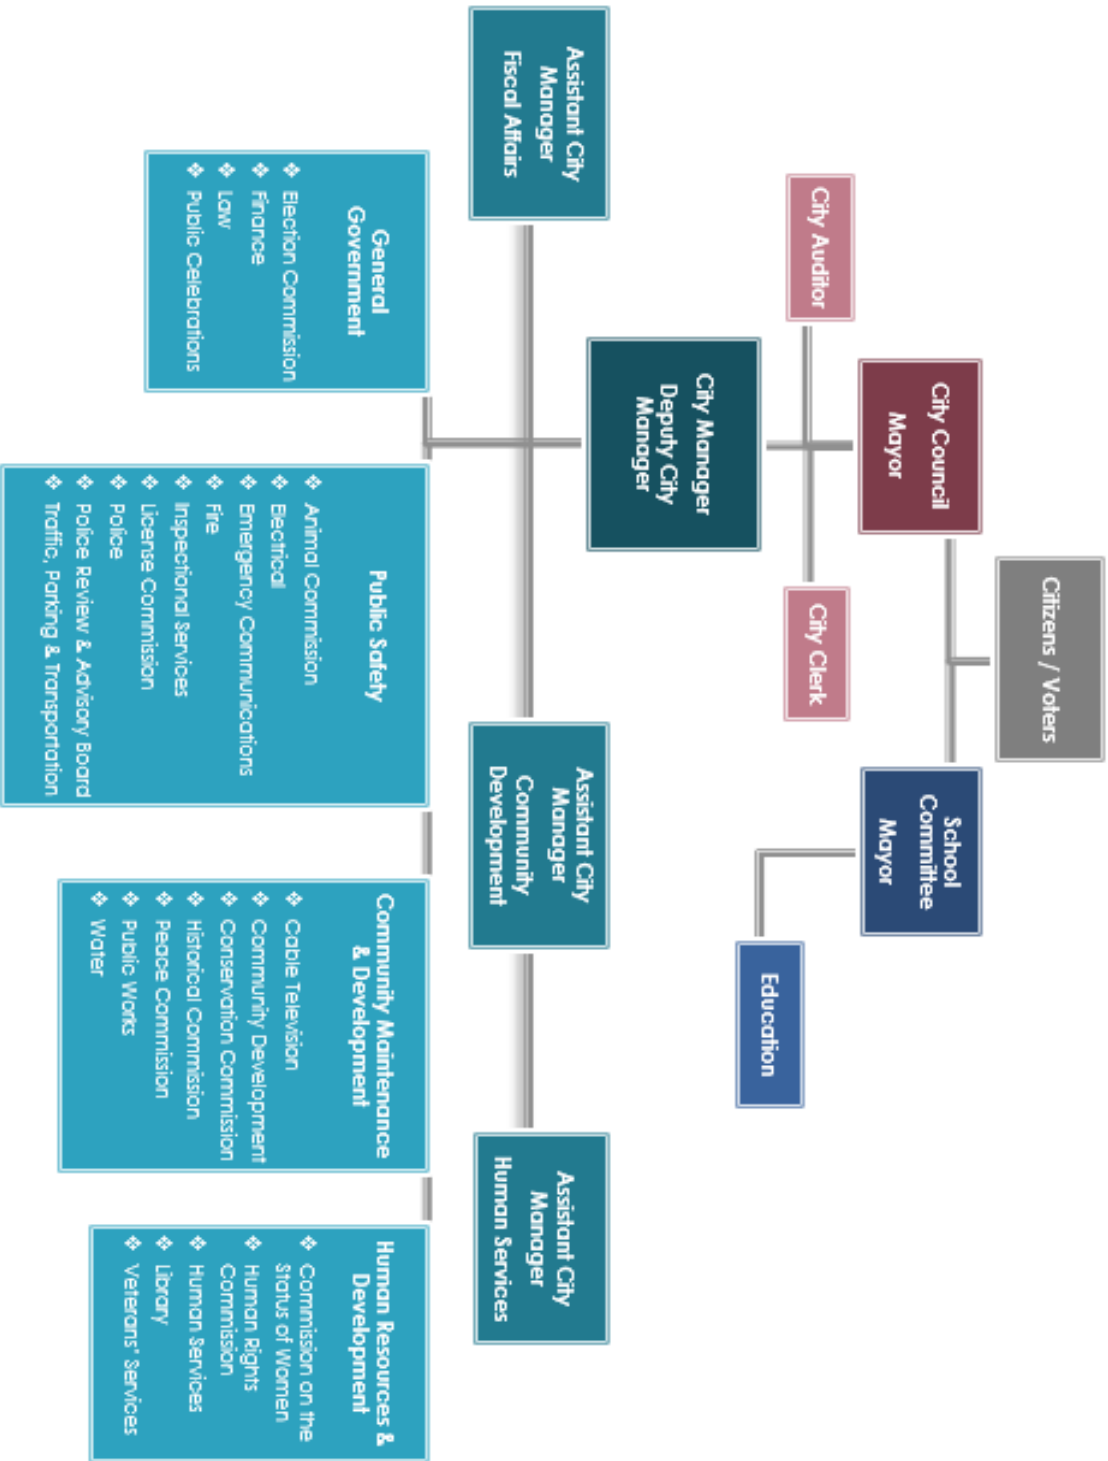 Citizens / Voters
City Council
Mayor
School
Committee
Mayor
City Auditor
City Clerk
Education
City Manager
Deputy City
Manager
Assistant City
Manager
Fiscal Affairs
Assistant City
Manager
Community
Development
Assistant City
Manager
Human Services
General
Government
❖ Election Commission
❖ Finance
❖ Law
❖ Public Celebrations
Public Safety
❖ Animal Commission
❖ Electrical
❖ Emergency Communications
❖ Fire
❖ Inspectional Services
❖ License Commission
❖ Police
❖ Police Review & Advisory Board
❖ Traffic, Parking & Transportation
Community Maintenance
& Development
❖ Cable Television
❖ Community Development
❖ Conservation Commission
❖ Historical Commission
❖ Peace Commission
❖ Public Works
❖ Water
Human Resources &
Development
❖ Commission on the
Status of Women
❖ Human Rights
Commission
❖ Human Services
❖ Library
❖ Veterans' Services